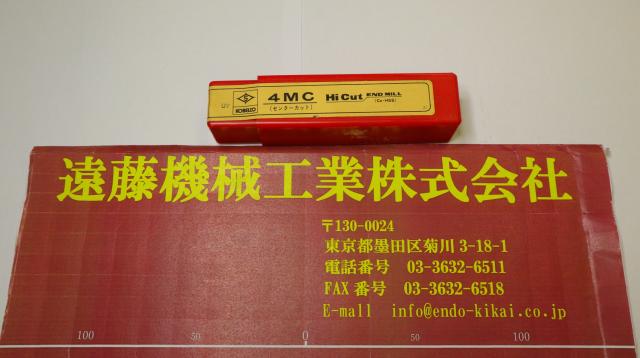 4MC
(センターカット)
Hi Cut END MILL
(Co-HSS)
KOBELCO
遠藤機械工業株式会社
〒130-0024
東京都墨田区菊川 3-18-1
電話番号 03-3632-6511
FAX 番号 03-3632-6518
E-mail info@endo-kikai.co.jp
100 50 0 50 100